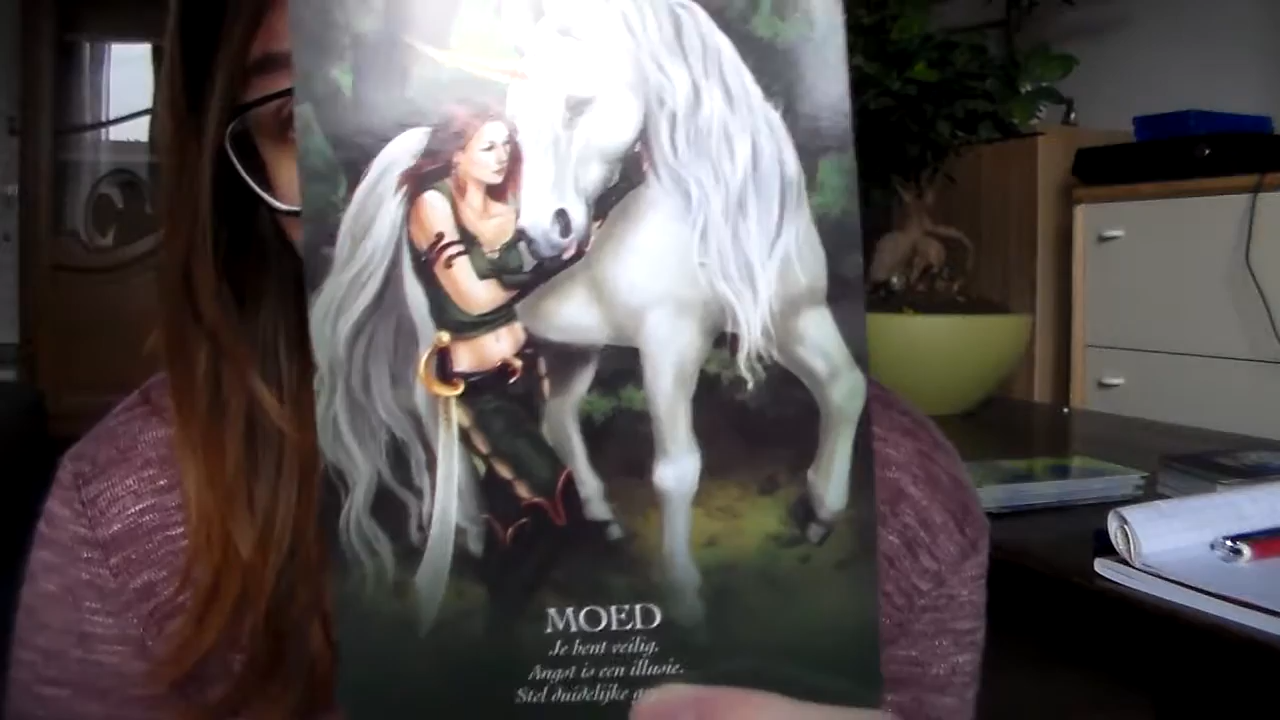 MOED
Je bent veilig.
Angst is een illusie.
Stel duidelijke